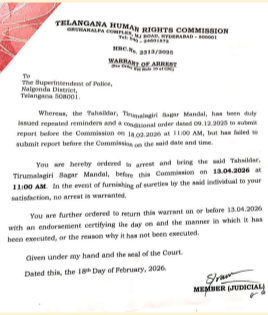 TELANGANA HUMAN RIGHTS COMMISSION
GRUHAKALPA COMPLEX, M.J ROAD, HYDERABAD - 500001
HRC.No. 2313/2025
WARRANT OF ARREST
To
The Superintendent of Police,
Nalgonda District,
Telangana 508001.
Whereas, the Tahsildar, Tirumalagiri Sagar Mandal, has been duly
issued repeated reminders and a conditional order dated 09.12.2025 to submit
report before the Commission on 18.02.2026 at 11:00 AM, but has failed to
submit report before the Commission on the said date and time.
You are hereby ordered to arrest and bring the said Tahsildar,
Tirumalagiri Sagar Mandal, before this Commission on 13.04.2026 at
11:00 AM. In the event of furnishing of sureties by the said individual to your
satisfaction, no arrest is warranted.
You are further ordered to return this warrant on or before 13.04.2026
with an endorsement certifying the day on and the manner in which it has
been executed, or the reason why it has not been executed.
Given under my hand and the seal of the Court.
Dated this, the 18th Day of February, 2026.
MEMBER (JUDICIAL)